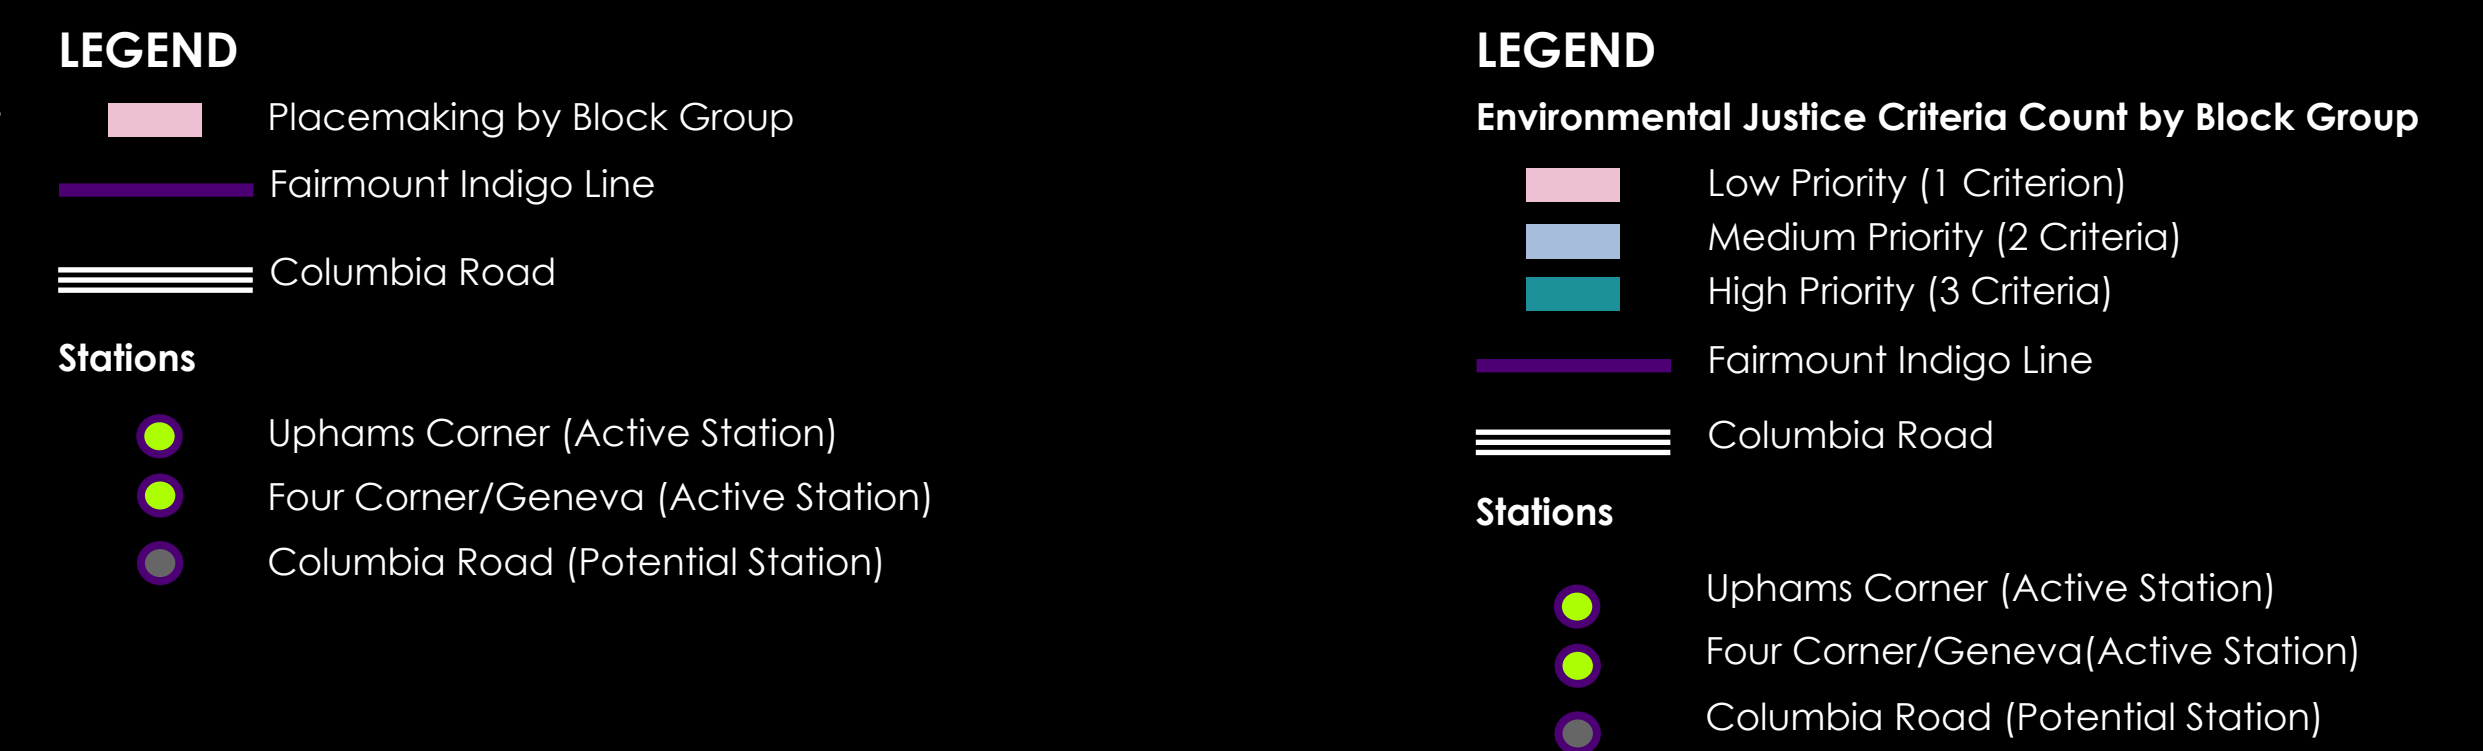 LEGEND
Placemaking by Block Group
Fairmount Indigo Line
Columbia Road
Stations
Uphams Corner (Active Station)
Four Corner/Geneva (Active Station)
Columbia Road (Potential Station)
LEGEND
Environmental Justice Criteria Count by Block Group
Low Priority (1 Criterion)
Medium Priority (2 Criteria)
High Priority (3 Criteria)
Fairmount Indigo Line
Columbia Road
Stations
Uphams Corner (Active Station)
Four Corner/Geneva(Active Station)
Columbia Road (Potential Station)